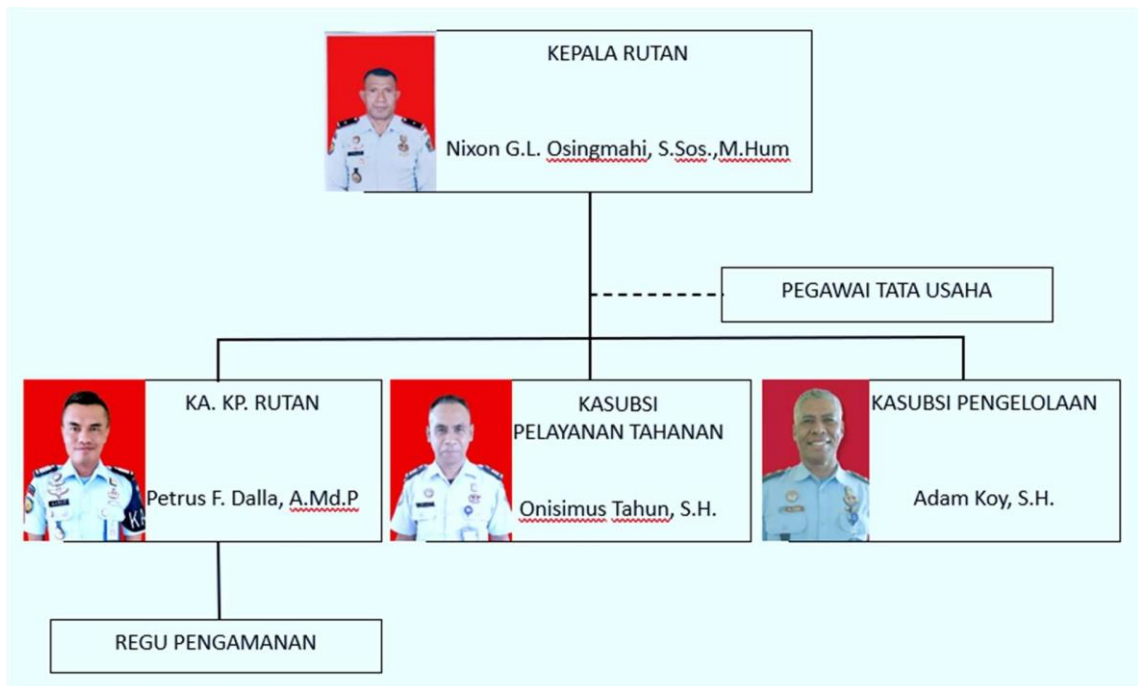 KEPALA RUTAN
Nixon G.L. Osingmahi, S.Sos.,M.Hum
PEGAWAI TATA USAHA
KA. KP. RUTAN
Petrus F. Dalla, A.Md.P
KASUBSI
PELAYANAN TAHANAN
Onisimus Tahun, S.H.
KASUBSI PENGELOLAAN
Adam Koy, S.H.
REGU PENGAMANAN